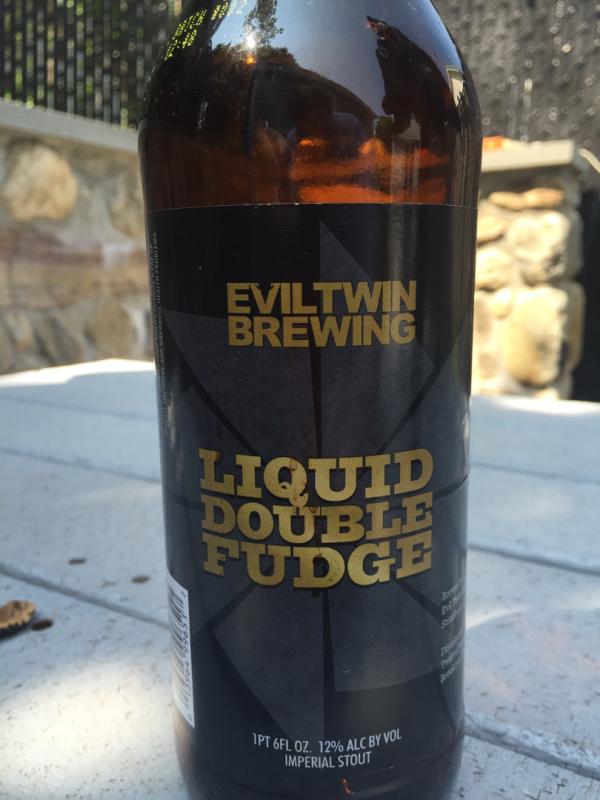 EVILTWIN
BREWING
LIQUID
DOUBLE
FUDGE
1PT 6FL OZ. 12% ALC BY VOL
IMPERIAL STOUT